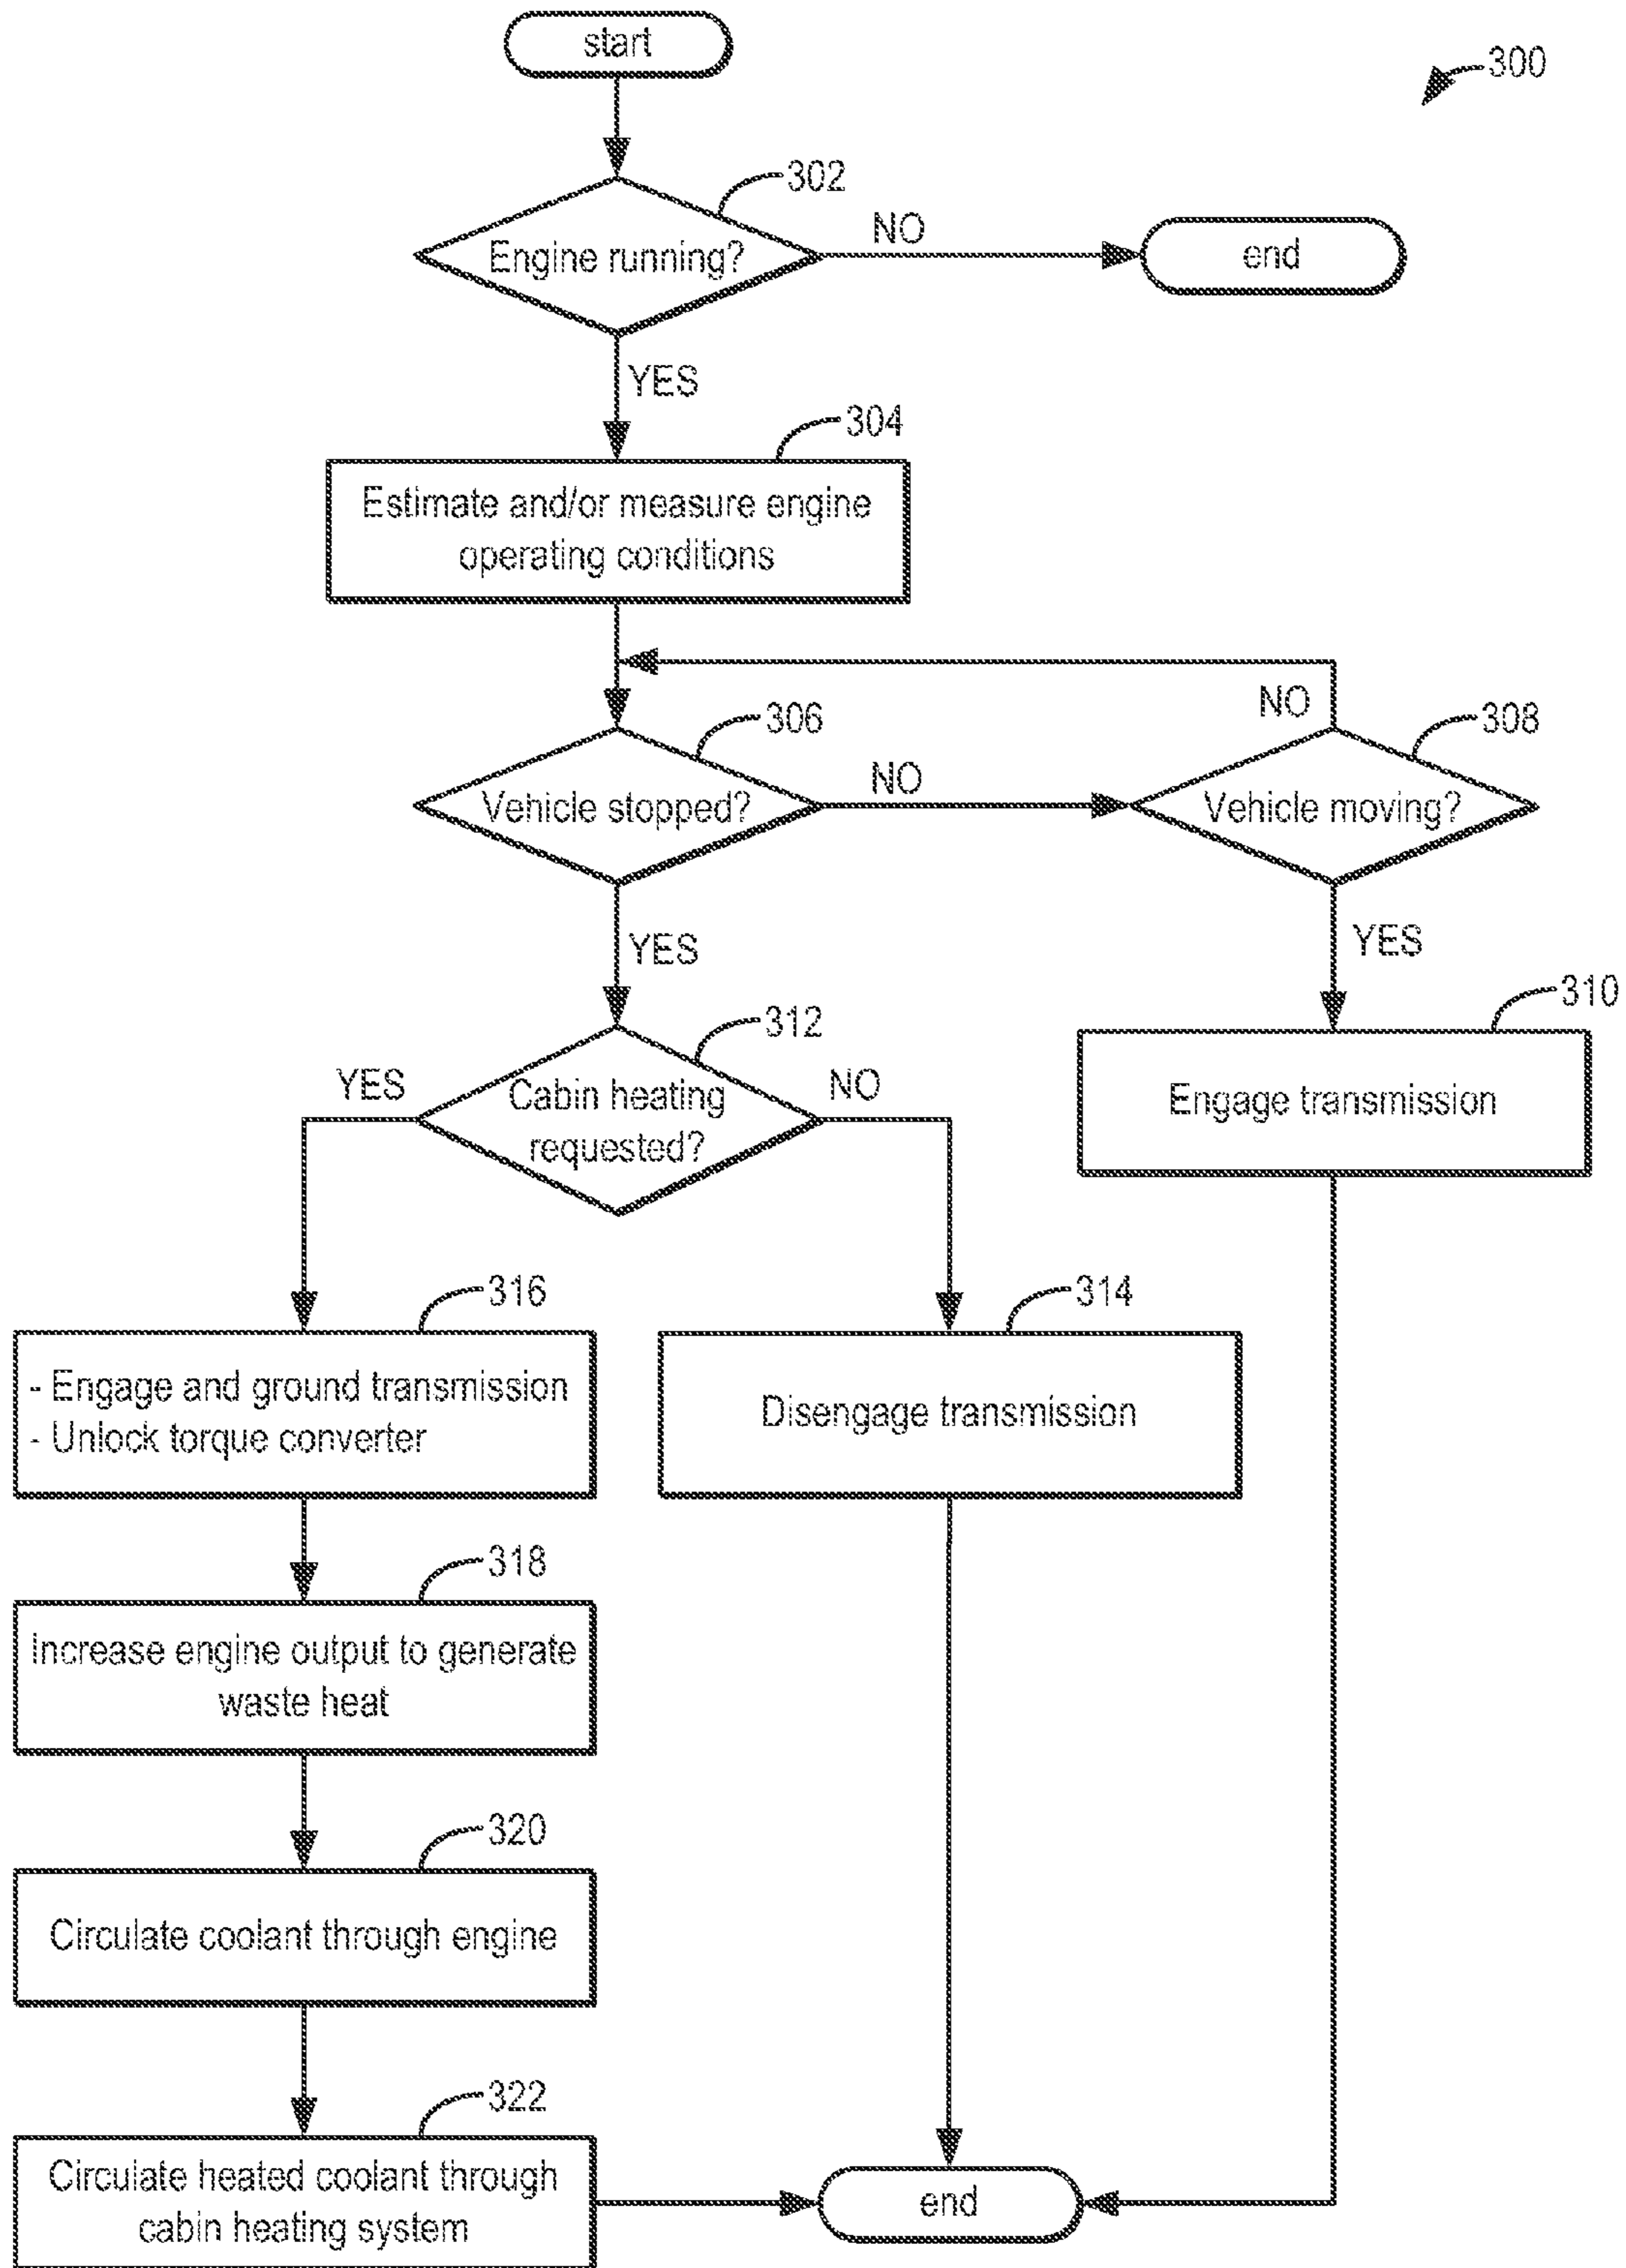 start
300
302
Engine running?
NO
end
YES
304
Estimate and/or measure engine
operating conditions
NO
306
308
Vehicle stopped?
NO
Vehicle moving?
YES
YES
310
312
YES
Cabin heating
requested?
NO
Engage transmission
316
314
- Engage and ground transmission
- Unlock torque converter
Disengage transmission
318
Increase engine output to generate
waste heat
320
Circulate coolant through engine
322
Circulate heated coolant through
cabin heating system
end